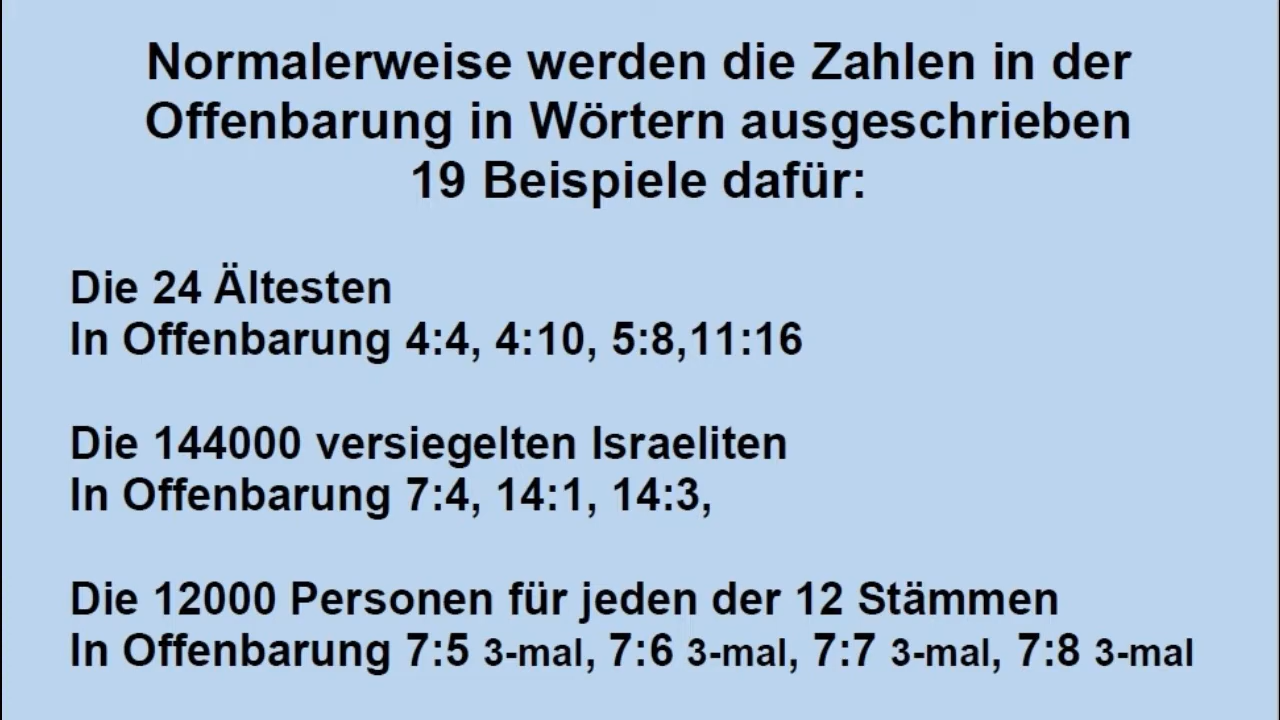 Normalerweise werden die Zahlen in der
Offenbarung in Wörtern ausgeschrieben
19 Beispiele dafür:
Die 24 Ältesten
In Offenbarung 4:4, 4:10, 5:8,11:16
Die 144000 versiegelten Israeliten
In Offenbarung 7:4, 14:1, 14:3,
Die 12000 Personen für jeden der 12 Stämmen
In Offenbarung 7:5 3-mal, 7:6 3-mal, 7:7 3-mal, 7:8 3-mal